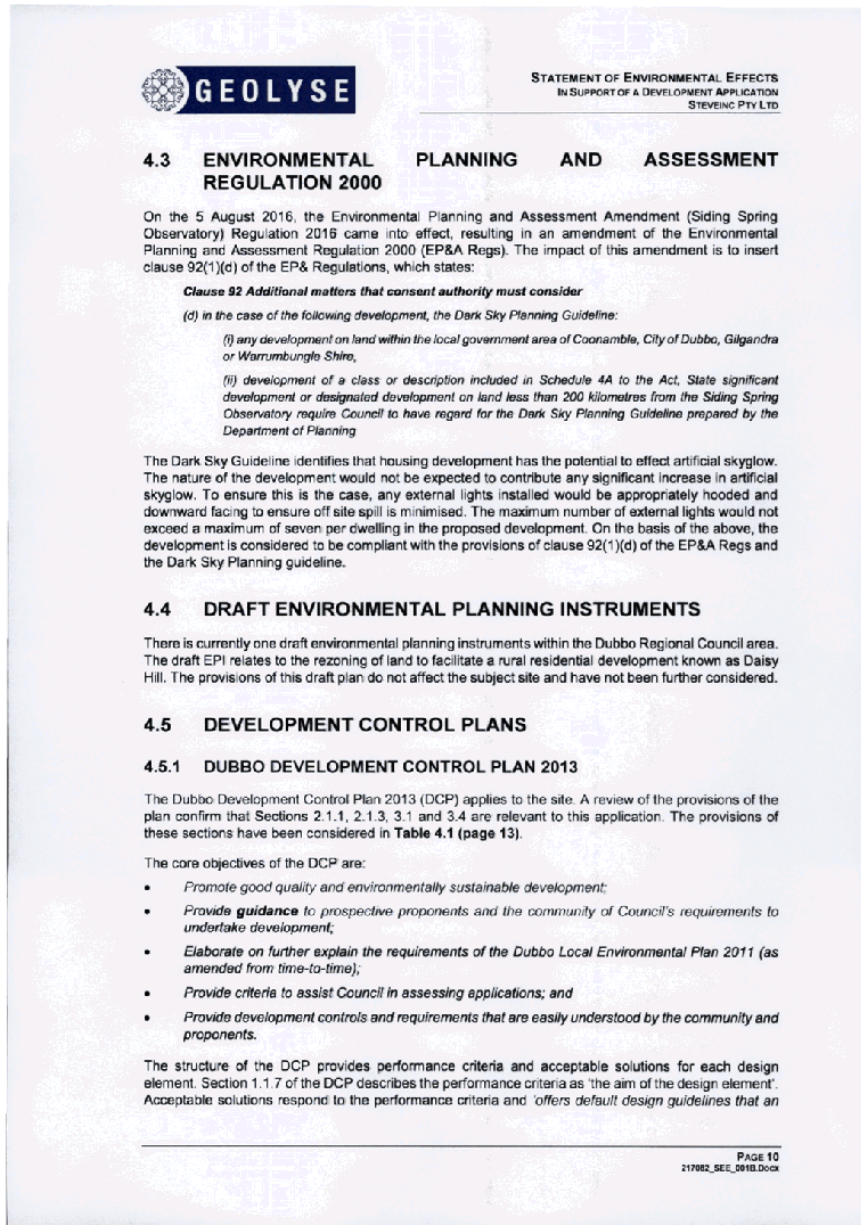 GEOLYSE
STATEMENT OF ENVIRONMENTAL EFFECTS
IN SUPPORT OF A DEVELOPMENT APPLICATION
STEVEINC PTY LTD
4.3 ENVIRONMENTAL PLANNING AND ASSESSMENT
REGULATION 2000
On the 5 August 2016, the Environmental Planning and Assessment Amendment (Siding Spring
Observatory) Regulation 2016 came into effect, resulting in an amendment of the Environmental
Planning and Assessment Regulation 2000 (EP&A Regs). The impact of this amendment is to insert
clause 92(1)(d) of the EP& Regulations, which states:
Clause 92 Additional matters that consent authority must consider
(d) in the case of the following development, the Dark Sky Planning Guideline:
(i) any development on land within the local government area of Coonamble, City of Dubbo, Gilgandra
or Warrumbungle Shire,
(ii) development of a class or description included in Schedule 4A to the Act, State significant
development or designated development on land less than 200 kilometres from the Siding Spring
Observatory require Council to have regard for the Dark Sky Planning Guideline prepared by the
Department of Planning
The Dark Sky Guideline identifies that housing development has the potential to effect artificial skyglow.
The nature of the development would not be expected to contribute any significant increase in artificial
skyglow. To ensure this is the case, any external lights installed would be appropriately hooded and
downward facing to ensure off site spill is minimised. The maximum number of external lights would not
exceed a maximum of seven per dwelling in the proposed development. On the basis of the above, the
development is considered to be compliant with the provisions of clause 92(1)(d) of the EP&A Regs and
the Dark Sky Planning guideline.
4.4 DRAFT ENVIRONMENTAL PLANNING INSTRUMENTS
There is currently one draft environmental planning instruments within the Dubbo Regional Council area.
The draft EPI relates to the rezoning of land to facilitate a rural residential development known as Daisy
Hill. The provisions of this draft plan do not affect the subject site and have not been further considered.
4.5 DEVELOPMENT CONTROL PLANS
4.5.1 DUBBO DEVELOPMENT CONTROL PLAN 2013
The Dubbo Development Control Plan 2013 (DCP) applies to the site. A review of the provisions of the
plan confirm that Sections 2.1.1, 2.1.3, 3.1 and 3.4 are relevant to this application. The provisions of
these sections have been considered in Table 4.1 (page 13).
The core objectives of the DCP are:
• Promote good quality and environmentally sustainable development;
• Provide guidance to prospective proponents and the community of Council's requirements to
undertake development;
• Elaborate on further explain the requirements of the Dubbo Local Environmental Plan 2011 (as
amended from time-to-time);
• Provide criteria to assist Council in assessing applications; and
• Provide development controls and requirements that are easily understood by the community and
proponents.
The structure of the DCP provides performance criteria and acceptable solutions for each design
element. Section 1.1.7 of the DCP describes the performance criteria as 'the aim of the design element'.
Acceptable solutions respond to the performance criteria and 'offers default design guidelines that an
PAGE 10
217082_SEE_001B.Docx